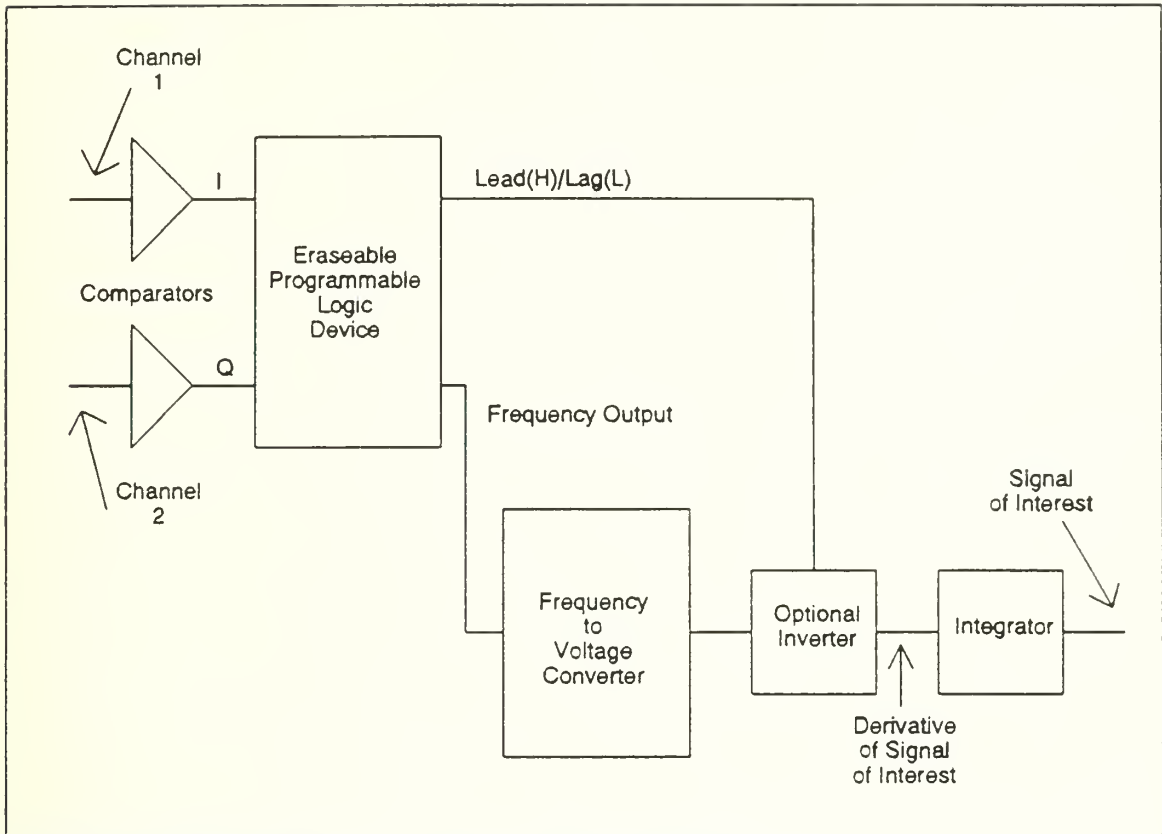 Channel
1
I
Lead(H)/Lag(L)
Eraseable
Programmable
Logic
Device
Comparators
Q
Frequency Output
Channel
2
Signal
of Interest
Frequency
to
Voltage
Converter
Optional
Inverter
Integrator
Derivative
of Signal
of Interest